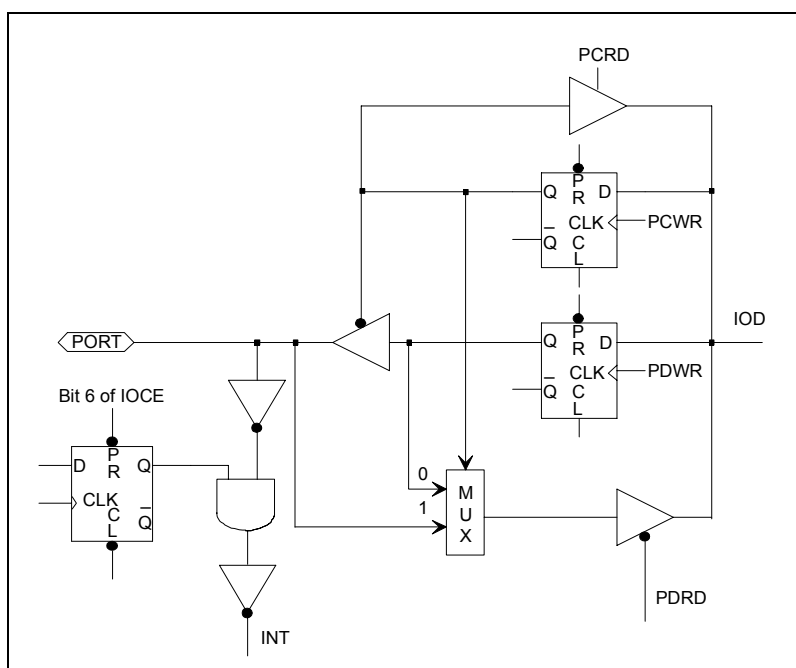 PCRD
Q
P
R
D
CLK
PCWR
Q
C
L
PORT
Q
P
R
D
IOD
CLK
PDWR
Q
C
L
Bit 6 of IOCE
D
P
R
Q
CLK
C
L
Q
0
1
M
U
X
PDRD
INT